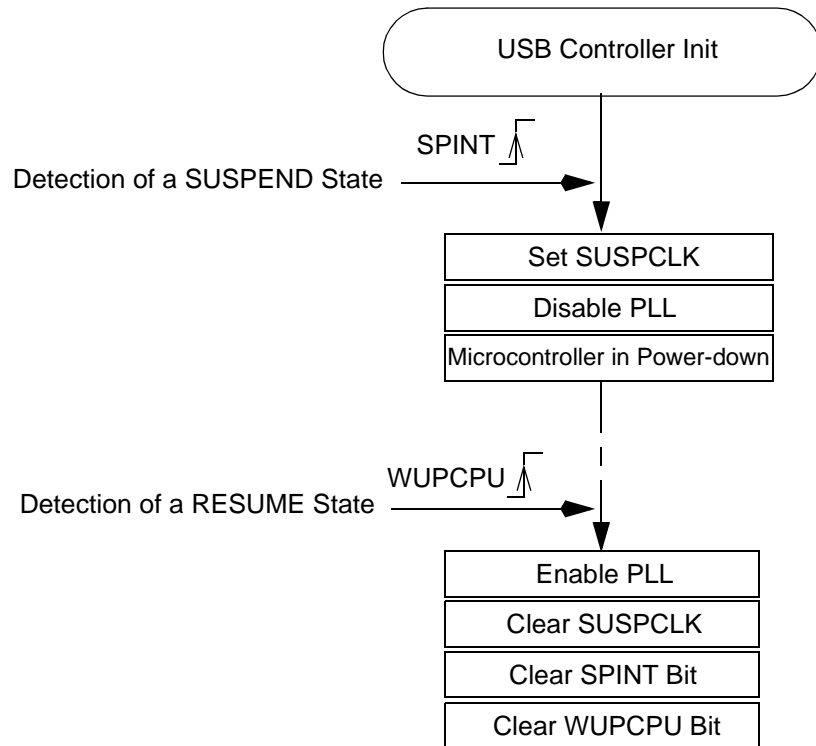 USB Controller Init
SPINT
Detection of a SUSPEND State
Set SUSPCLK
Disable PLL
Microcontroller in Power-down
WUPCPU
Detection of a RESUME State
Enable PLL
Clear SUSPCLK
Clear SPINT Bit
Clear WUPCPU Bit